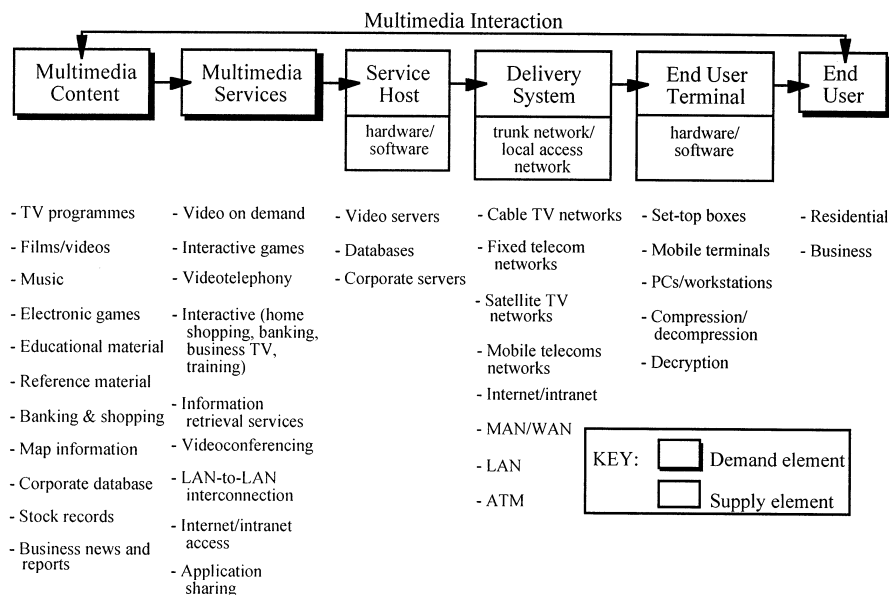 Multimedia Interaction
Multimedia
Content
Multimedia
Services
Service
Host
hardware/
software
Delivery
System
trunk network/
local access
network
End User
Terminal
hardware/
software
End
User
- TV programmes
- Films/videos
- Music
- Electronic games
- Educational material
- Reference material
- Banking & shopping
- Map information
- Corporate database
- Stock records
- Business news and
reports
- Video on demand
- Interactive games
- Videotelephony
- Interactive (home
shopping, banking,
business TV,
training)
- Information
retrieval services
- Videoconferencing
- LAN-to-LAN
interconnection
- Internet/intranet
access
- Application
sharing
- Video servers
- Databases
- Corporate servers
- Cable TV networks
- Fixed telecom
networks
- Satellite TV
networks
- Mobile telecoms
networks
- Internet/intranet
- MAN/WAN
- LAN
- ATM
- Set-top boxes
- Mobile terminals
- PCs/workstations
- Compression/
decompression
- Decryption
- Residential
- Business
KEY:
Demand element
Supply element